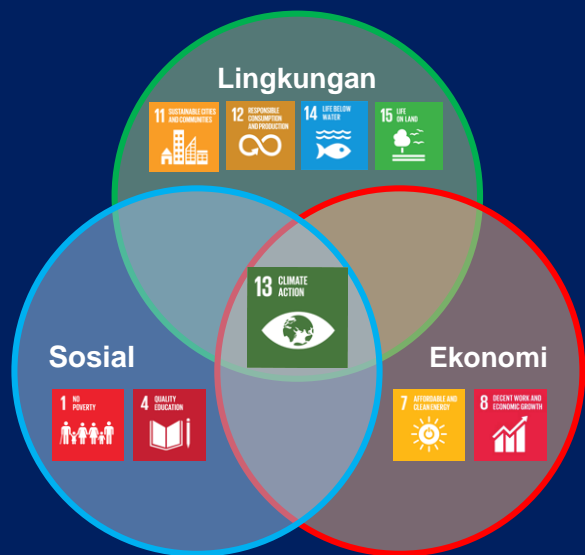 Lingkungan
11 SUSTAINABLE CITIES
AND COMMUNITIES
12 RESPONSIBLE
CONSUMPTION
AND PRODUCTION
14 LIFE BELOW
WATER
15 LIFE
ON LAND
13 CLIMATE
ACTION
Sosial
1 NO
POVERTY
4 QUALITY
EDUCATION
Ekonomi
7 AFFORDABLE AND
CLEAN ENERGY
8 DECENT WORK AND
ECONOMIC GROWTH